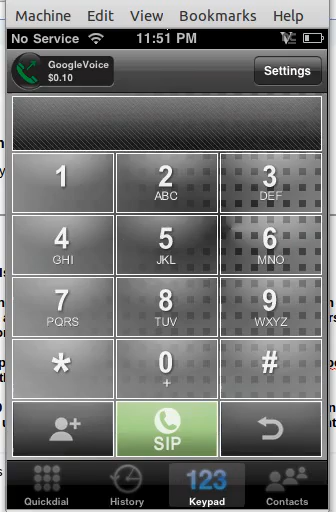 Machine Edit View Bookmarks Help
No Service 11:51 PM
GoogleVoice
$0.10
Settings
1 2 3
ABC DEF
4 5 6
GHI JKL MNO
7 8 9
PQRS TUV WXYZ
* 0 #
+
SIP
123
Quickdial History Keypad Contacts